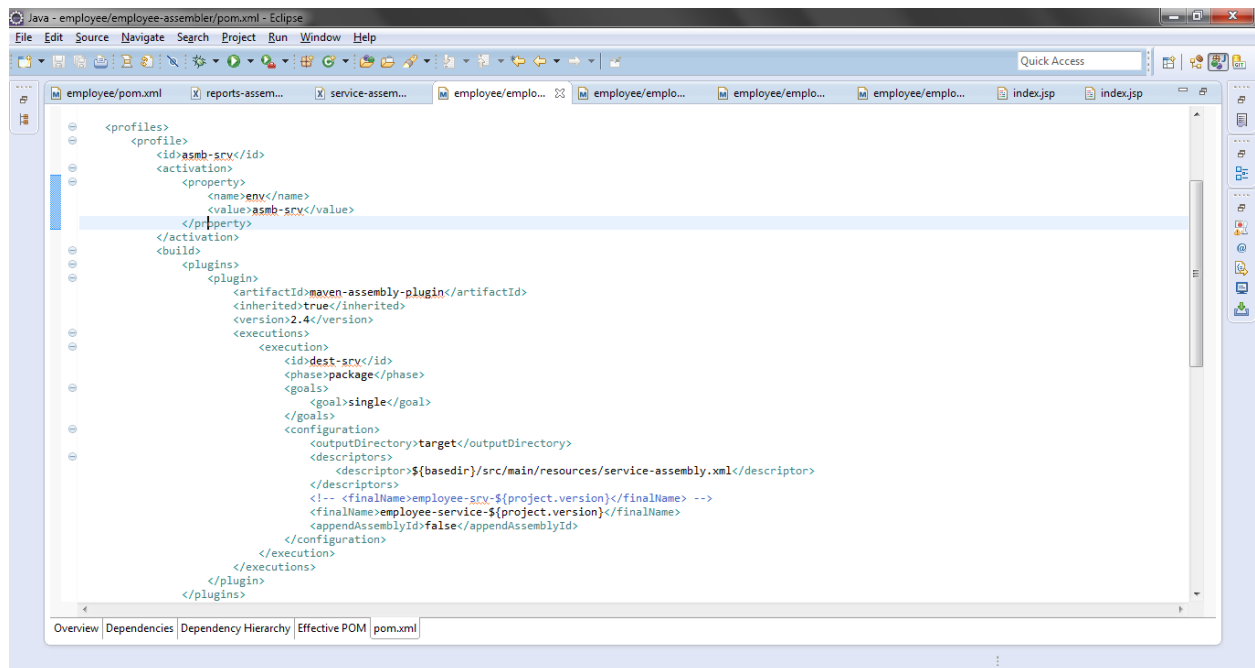 Java - employee/employee-assembler/pom.xml - Eclipse
File Edit Source Navigate Search Project Run Window Help
Quick Access
employee/pom.xml reports-assem... service-assem... employee/emplo... employee/emplo... employee/emplo... employee/emplo... index.jsp index.jsp
<profiles>
<profile>
<id>asmb-srv</id>
<activation>
<property>
<name>env</name>
<value>asmb-srv</value>
</property>
</activation>
<build>
<plugins>
<plugin>
<artifactId>maven-assembly-plugin</artifactId>
<inherited>true</inherited>
<version>2.4</version>
<executions>
<execution>
<id>dest-srv</id>
<phase>package</phase>
<goals>
<goal>single</goal>
</goals>
<configuration>
<outputDirectory>target</outputDirectory>
<descriptors>
<descriptor>${basedir}/src/main/resources/service-assembly.xml</descriptor>
</descriptors>
<!-- <finalName>employee-srv-${project.version}</finalName> -->
<finalName>employee-service-${project.version}</finalName>
<appendAssemblyId>false</appendAssemblyId>
</configuration>
</execution>
</executions>
</plugin>
</plugins>
Overview Dependencies Dependency Hierarchy Effective POM pom.xml